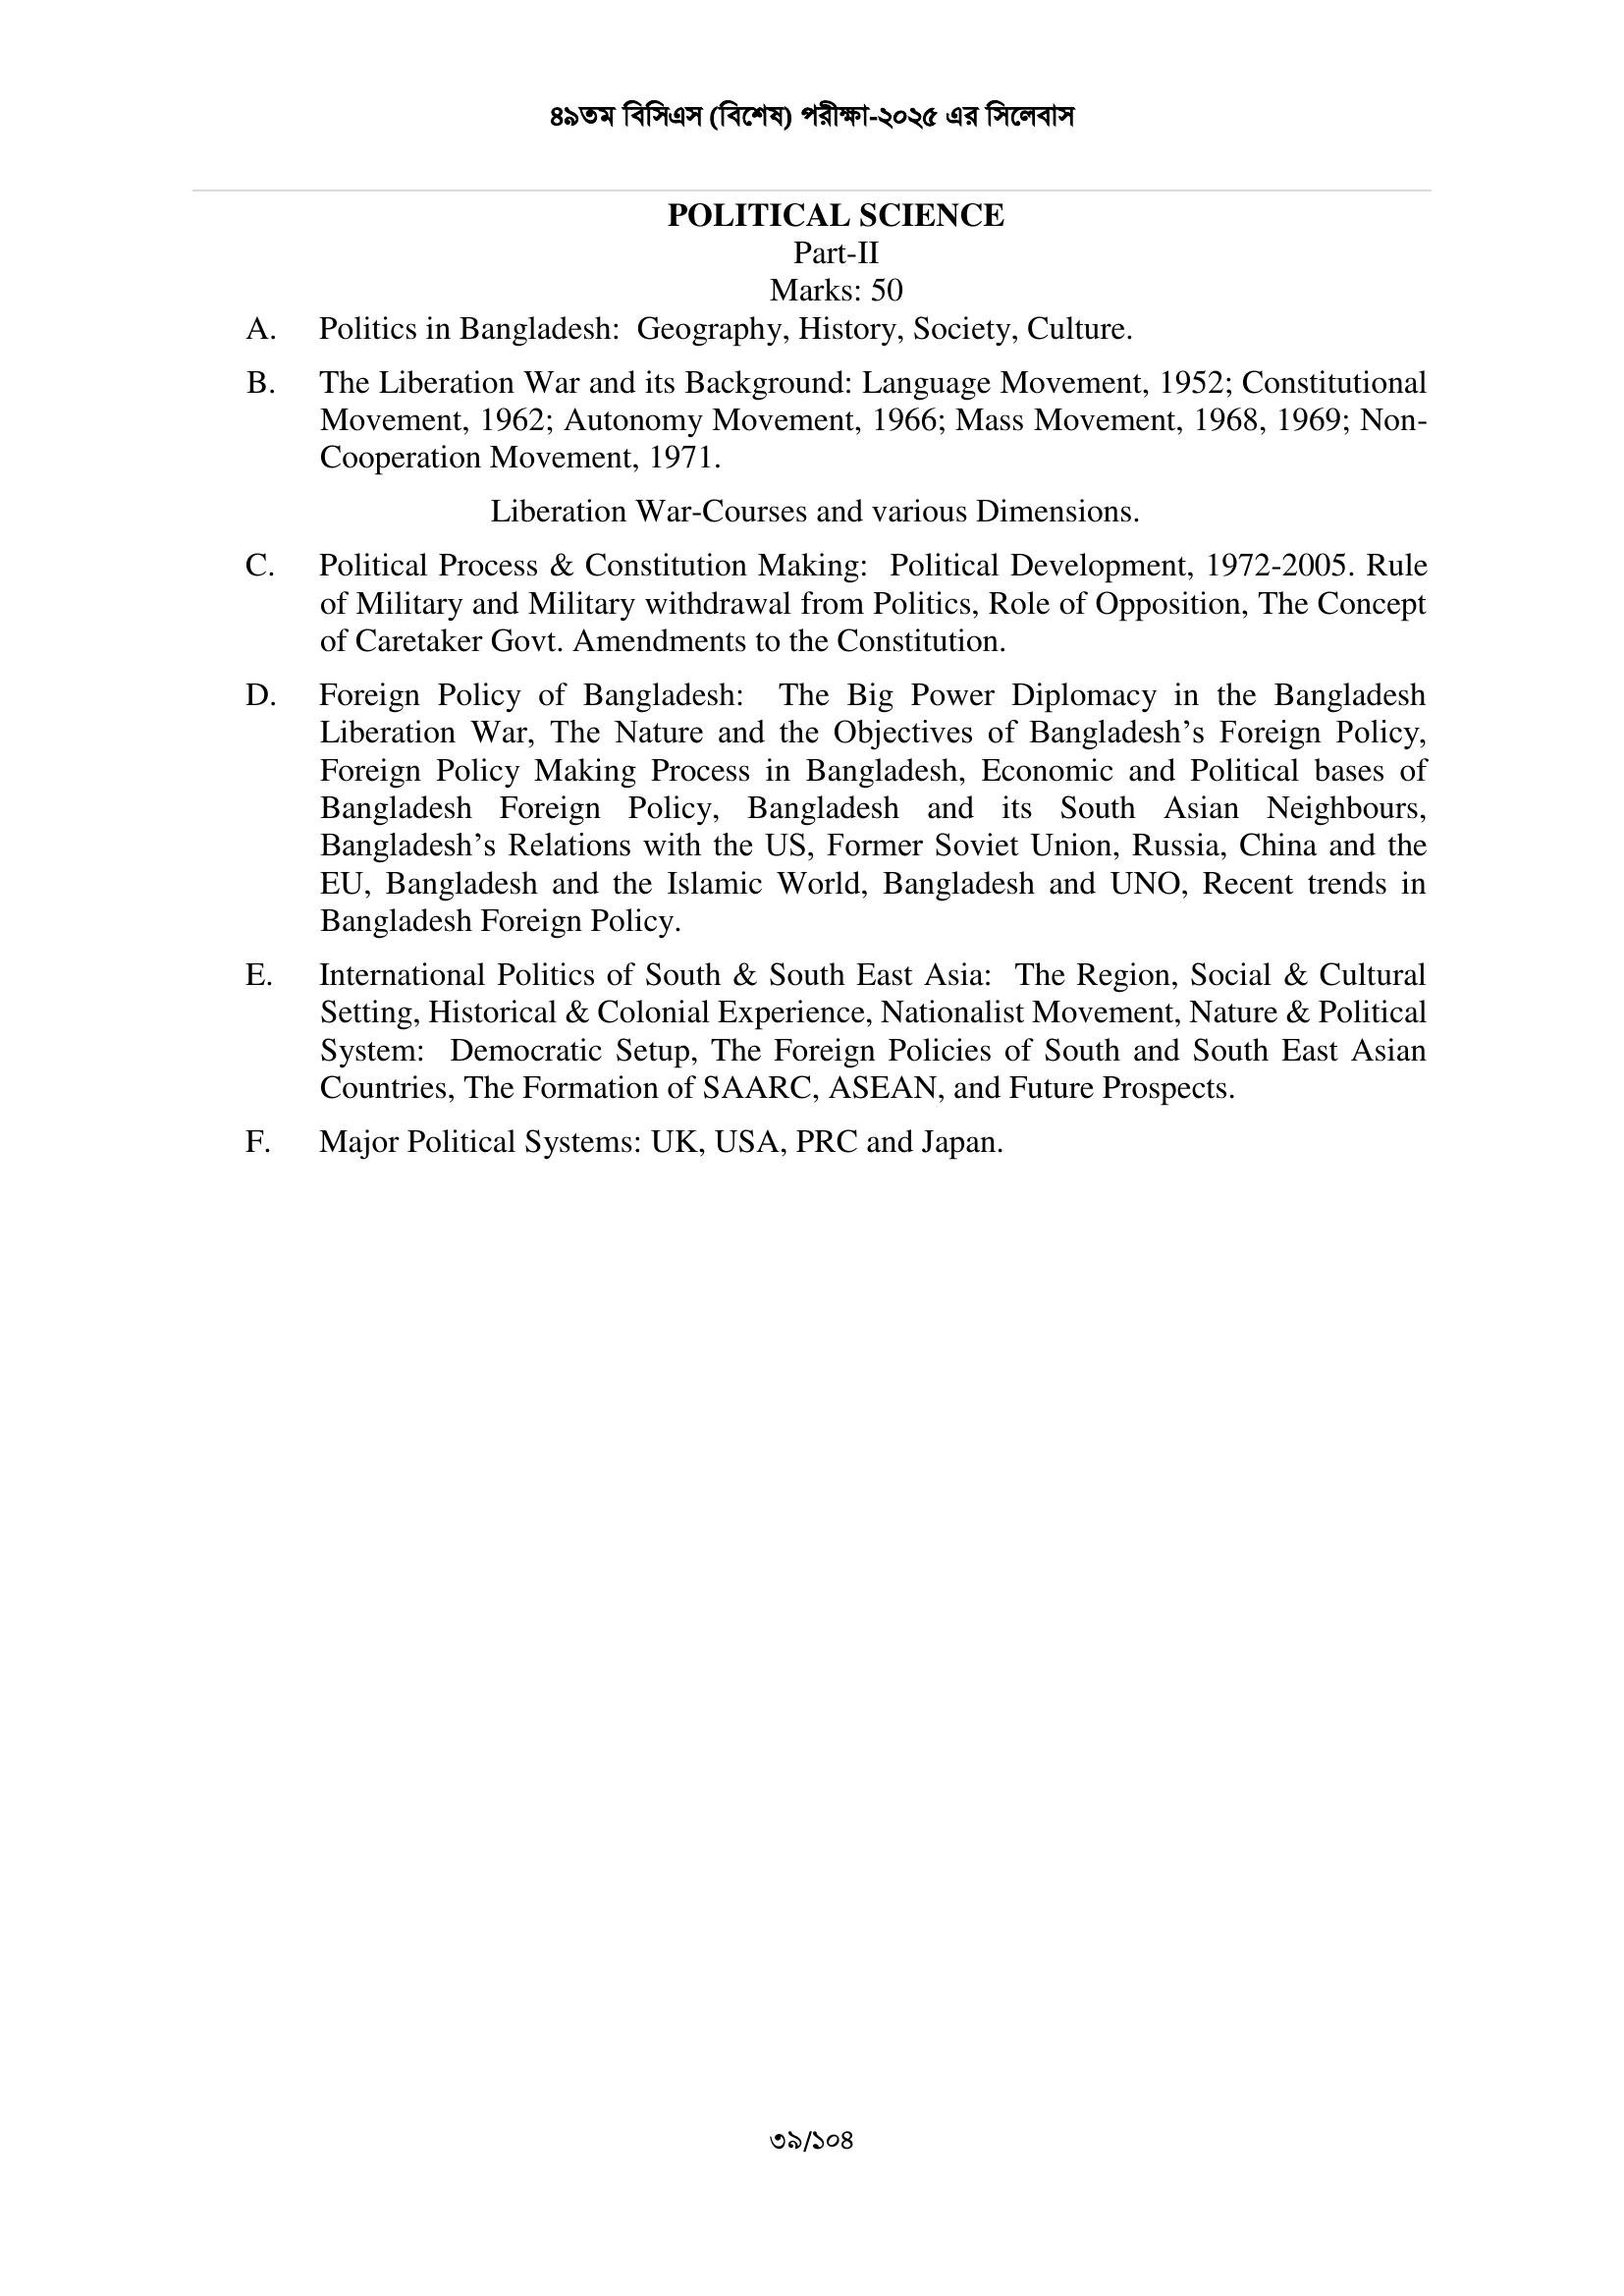 ৪৯তম বিসিএস (বিশেষ) পরীক্ষা-২০২৫ এর সিলেবাস
POLITICAL SCIENCE
Part-II
Marks: 50
A. Politics in Bangladesh: Geography, History, Society, Culture.
B. The Liberation War and its Background: Language Movement, 1952; Constitutional
Movement, 1962; Autonomy Movement, 1966; Mass Movement, 1968, 1969; Non-
Cooperation Movement, 1971.
Liberation War-Courses and various Dimensions.
C. Political Process & Constitution Making: Political Development, 1972-2005. Rule
of Military and Military withdrawal from Politics, Role of Opposition, The Concept
of Caretaker Govt. Amendments to the Constitution.
D. Foreign Policy of Bangladesh: The Big Power Diplomacy in the Bangladesh
Liberation War, The Nature and the Objectives of Bangladesh’s Foreign Policy,
Foreign Policy Making Process in Bangladesh, Economic and Political bases of
Bangladesh Foreign Policy, Bangladesh and its South Asian Neighbours,
Bangladesh’s Relations with the US, Former Soviet Union, Russia, China and the
EU, Bangladesh and the Islamic World, Bangladesh and UNO, Recent trends in
Bangladesh Foreign Policy.
E. International Politics of South & South East Asia: The Region, Social & Cultural
Setting, Historical & Colonial Experience, Nationalist Movement, Nature & Political
System: Democratic Setup, The Foreign Policies of South and South East Asian
Countries, The Formation of SAARC, ASEAN, and Future Prospects.
F. Major Political Systems: UK, USA, PRC and Japan.
৩৯/১০৪